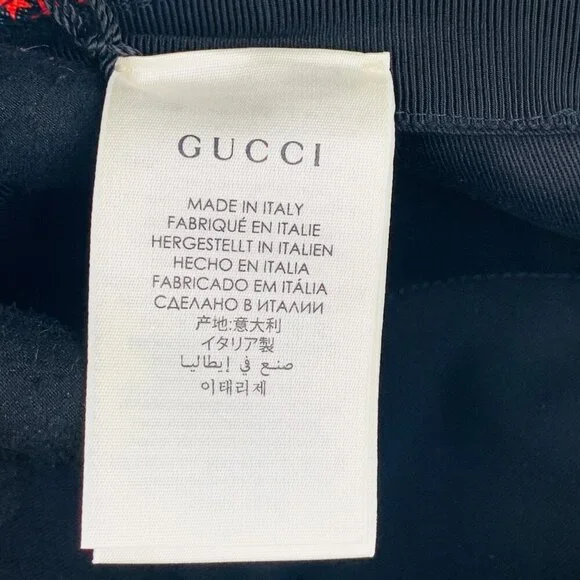 GUCCI
MADE IN ITALY
FABRIQUÉ EN ITALIE
HERGESTELLT IN ITALIEN
HECHO EN ITALIA
FABRICADO EM ITÁLIA
СДЕЛАНО В ИТАЛИИ
产地:意大利
イタリア製
صنع في إيطاليا
이태리제